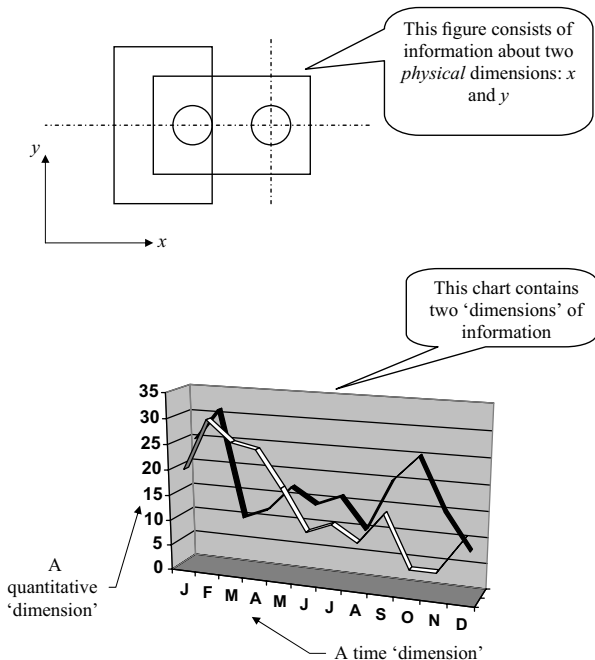 This figure consists of
information about two
physical dimensions: x
and y
y
x
This chart contains
two ‘dimensions’ of
information
35
30
25
20
15
10
5
0
J F M A M J J A S O N D
A
quantitative
‘dimension’
A time ‘dimension’